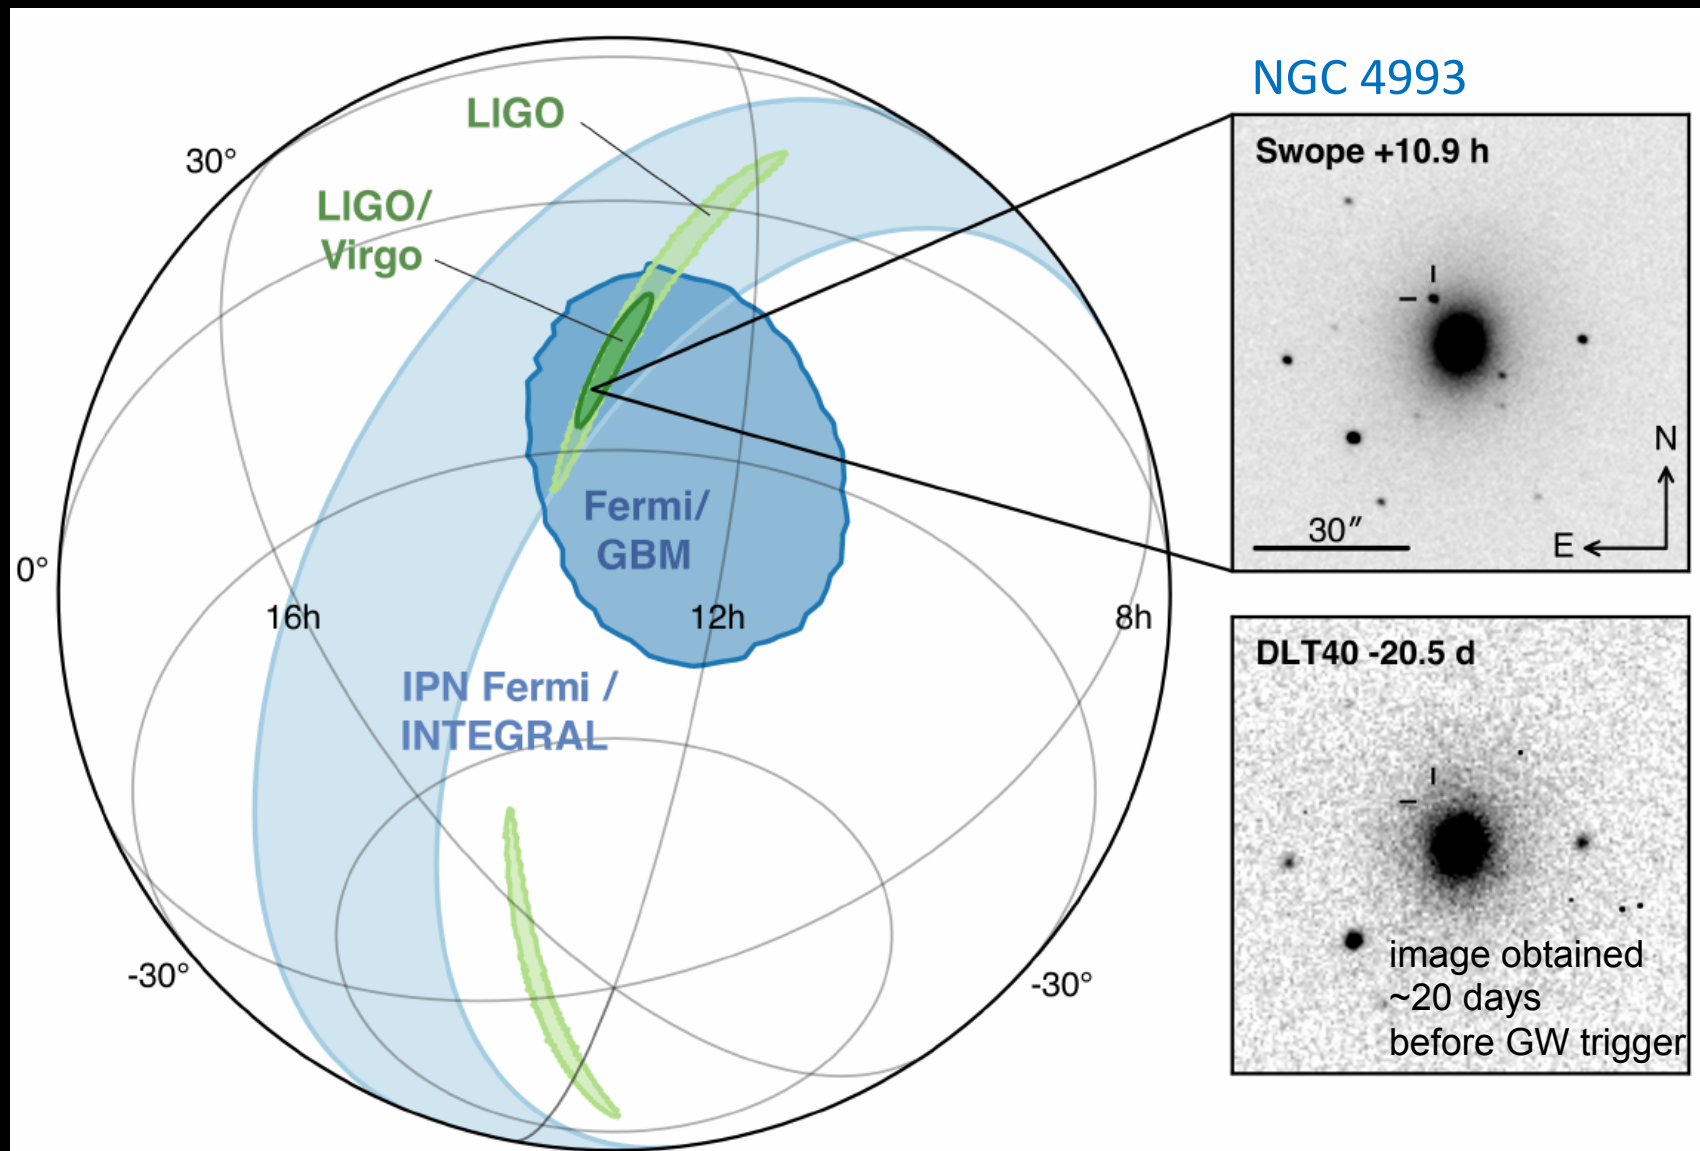 NGC 4993
LIGO
30°
LIGO/
Virgo
Swope +10.9 h
N
30″
E
Fermi/
GBM
0°
16h
12h
8h
DLT40 -20.5 d
IPN Fermi /
INTEGRAL
image obtained
~20 days
before GW trigger
-30°
-30°